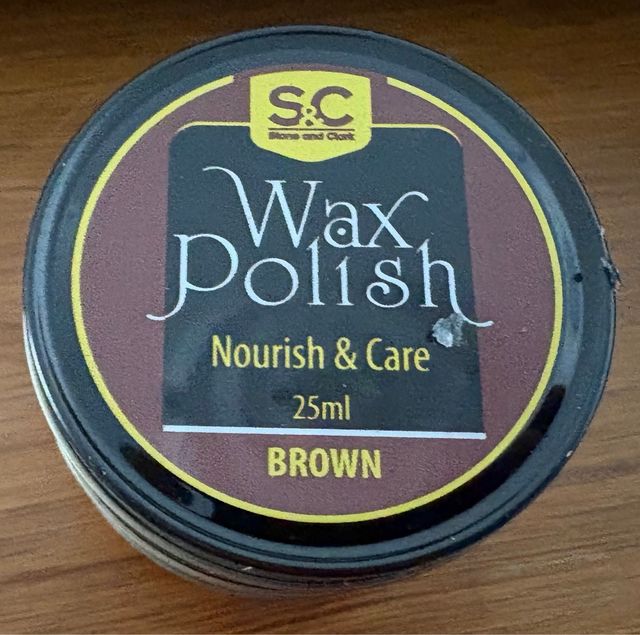 S&C
Stone and Clark
Wax
Polish
Nourish & Care
25ml
BROWN